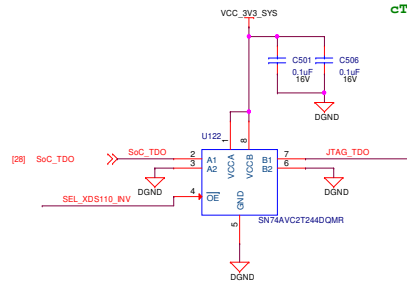 cT
VCC_3V3_SYS
C501
0.1uF
16V
C506
0.1uF
16V
DGND
U122
1
8
VCCA
VCCB
[28] SoC_TDO
SoC_TDO
2
A1
B1
7
JTAG_TDO
3
A2
B2
6
DGND
DGND
SEL_XDS110_INV
4
OE
GND
SN74AVC2T244DQMR
5
DGND